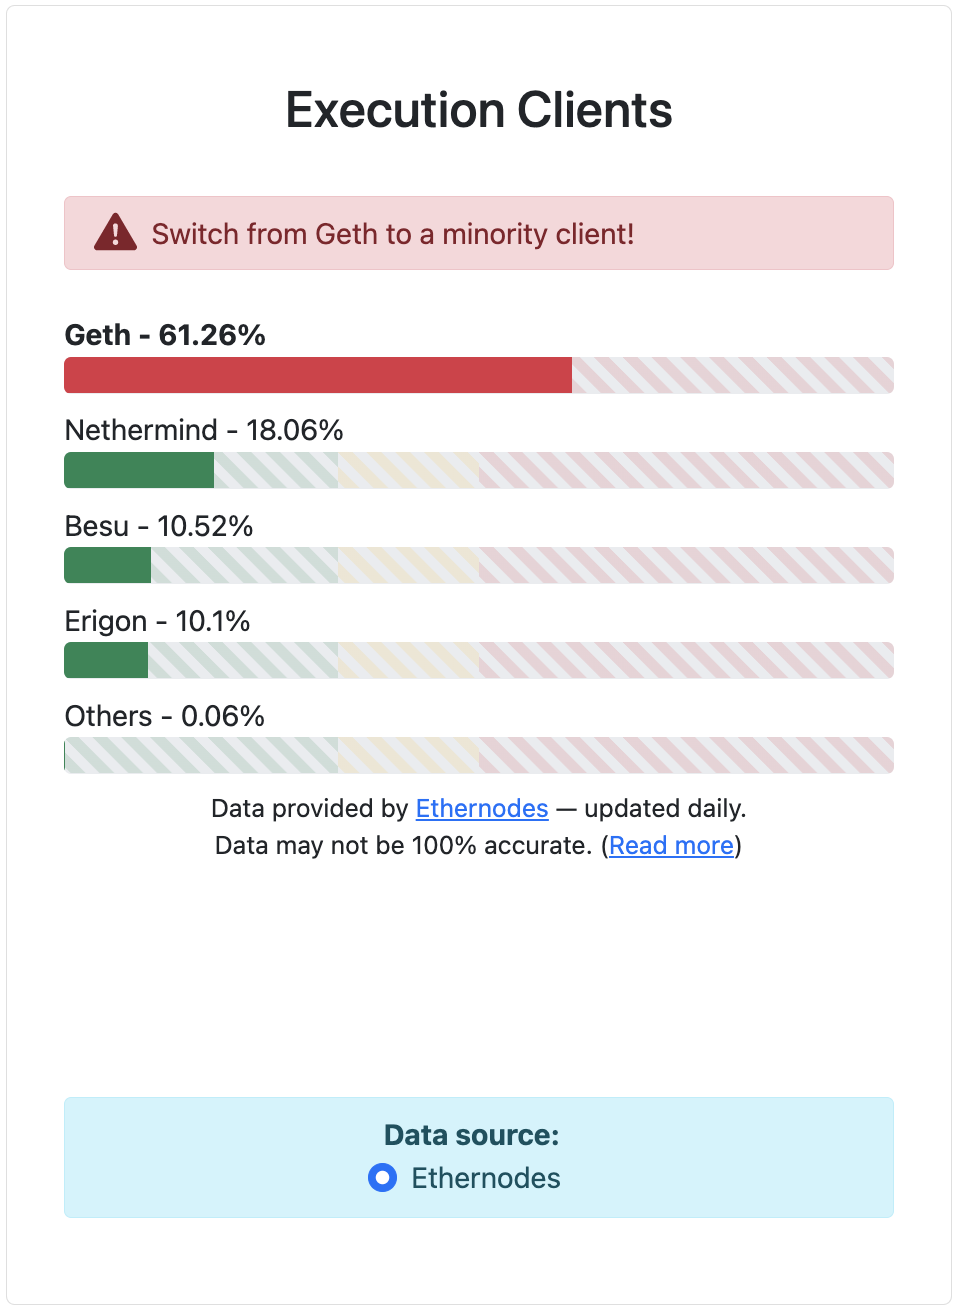 Execution Clients
Switch from Geth to a minority client!
Geth - 61.26%
Nethermind - 18.06%
Besu - 10.52%
Erigon - 10.1%
Others - 0.06%
Data provided by Ethernodes — updated daily.
Data may not be 100% accurate. (Read more)
Data source:
Ethernodes